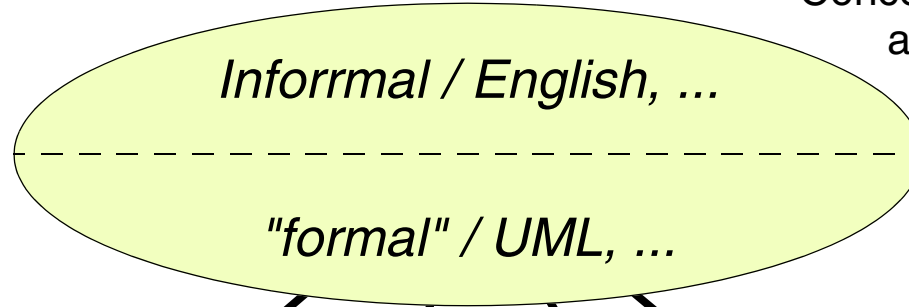 a
Inforrmal / English, ...
"formal" / UML, ...